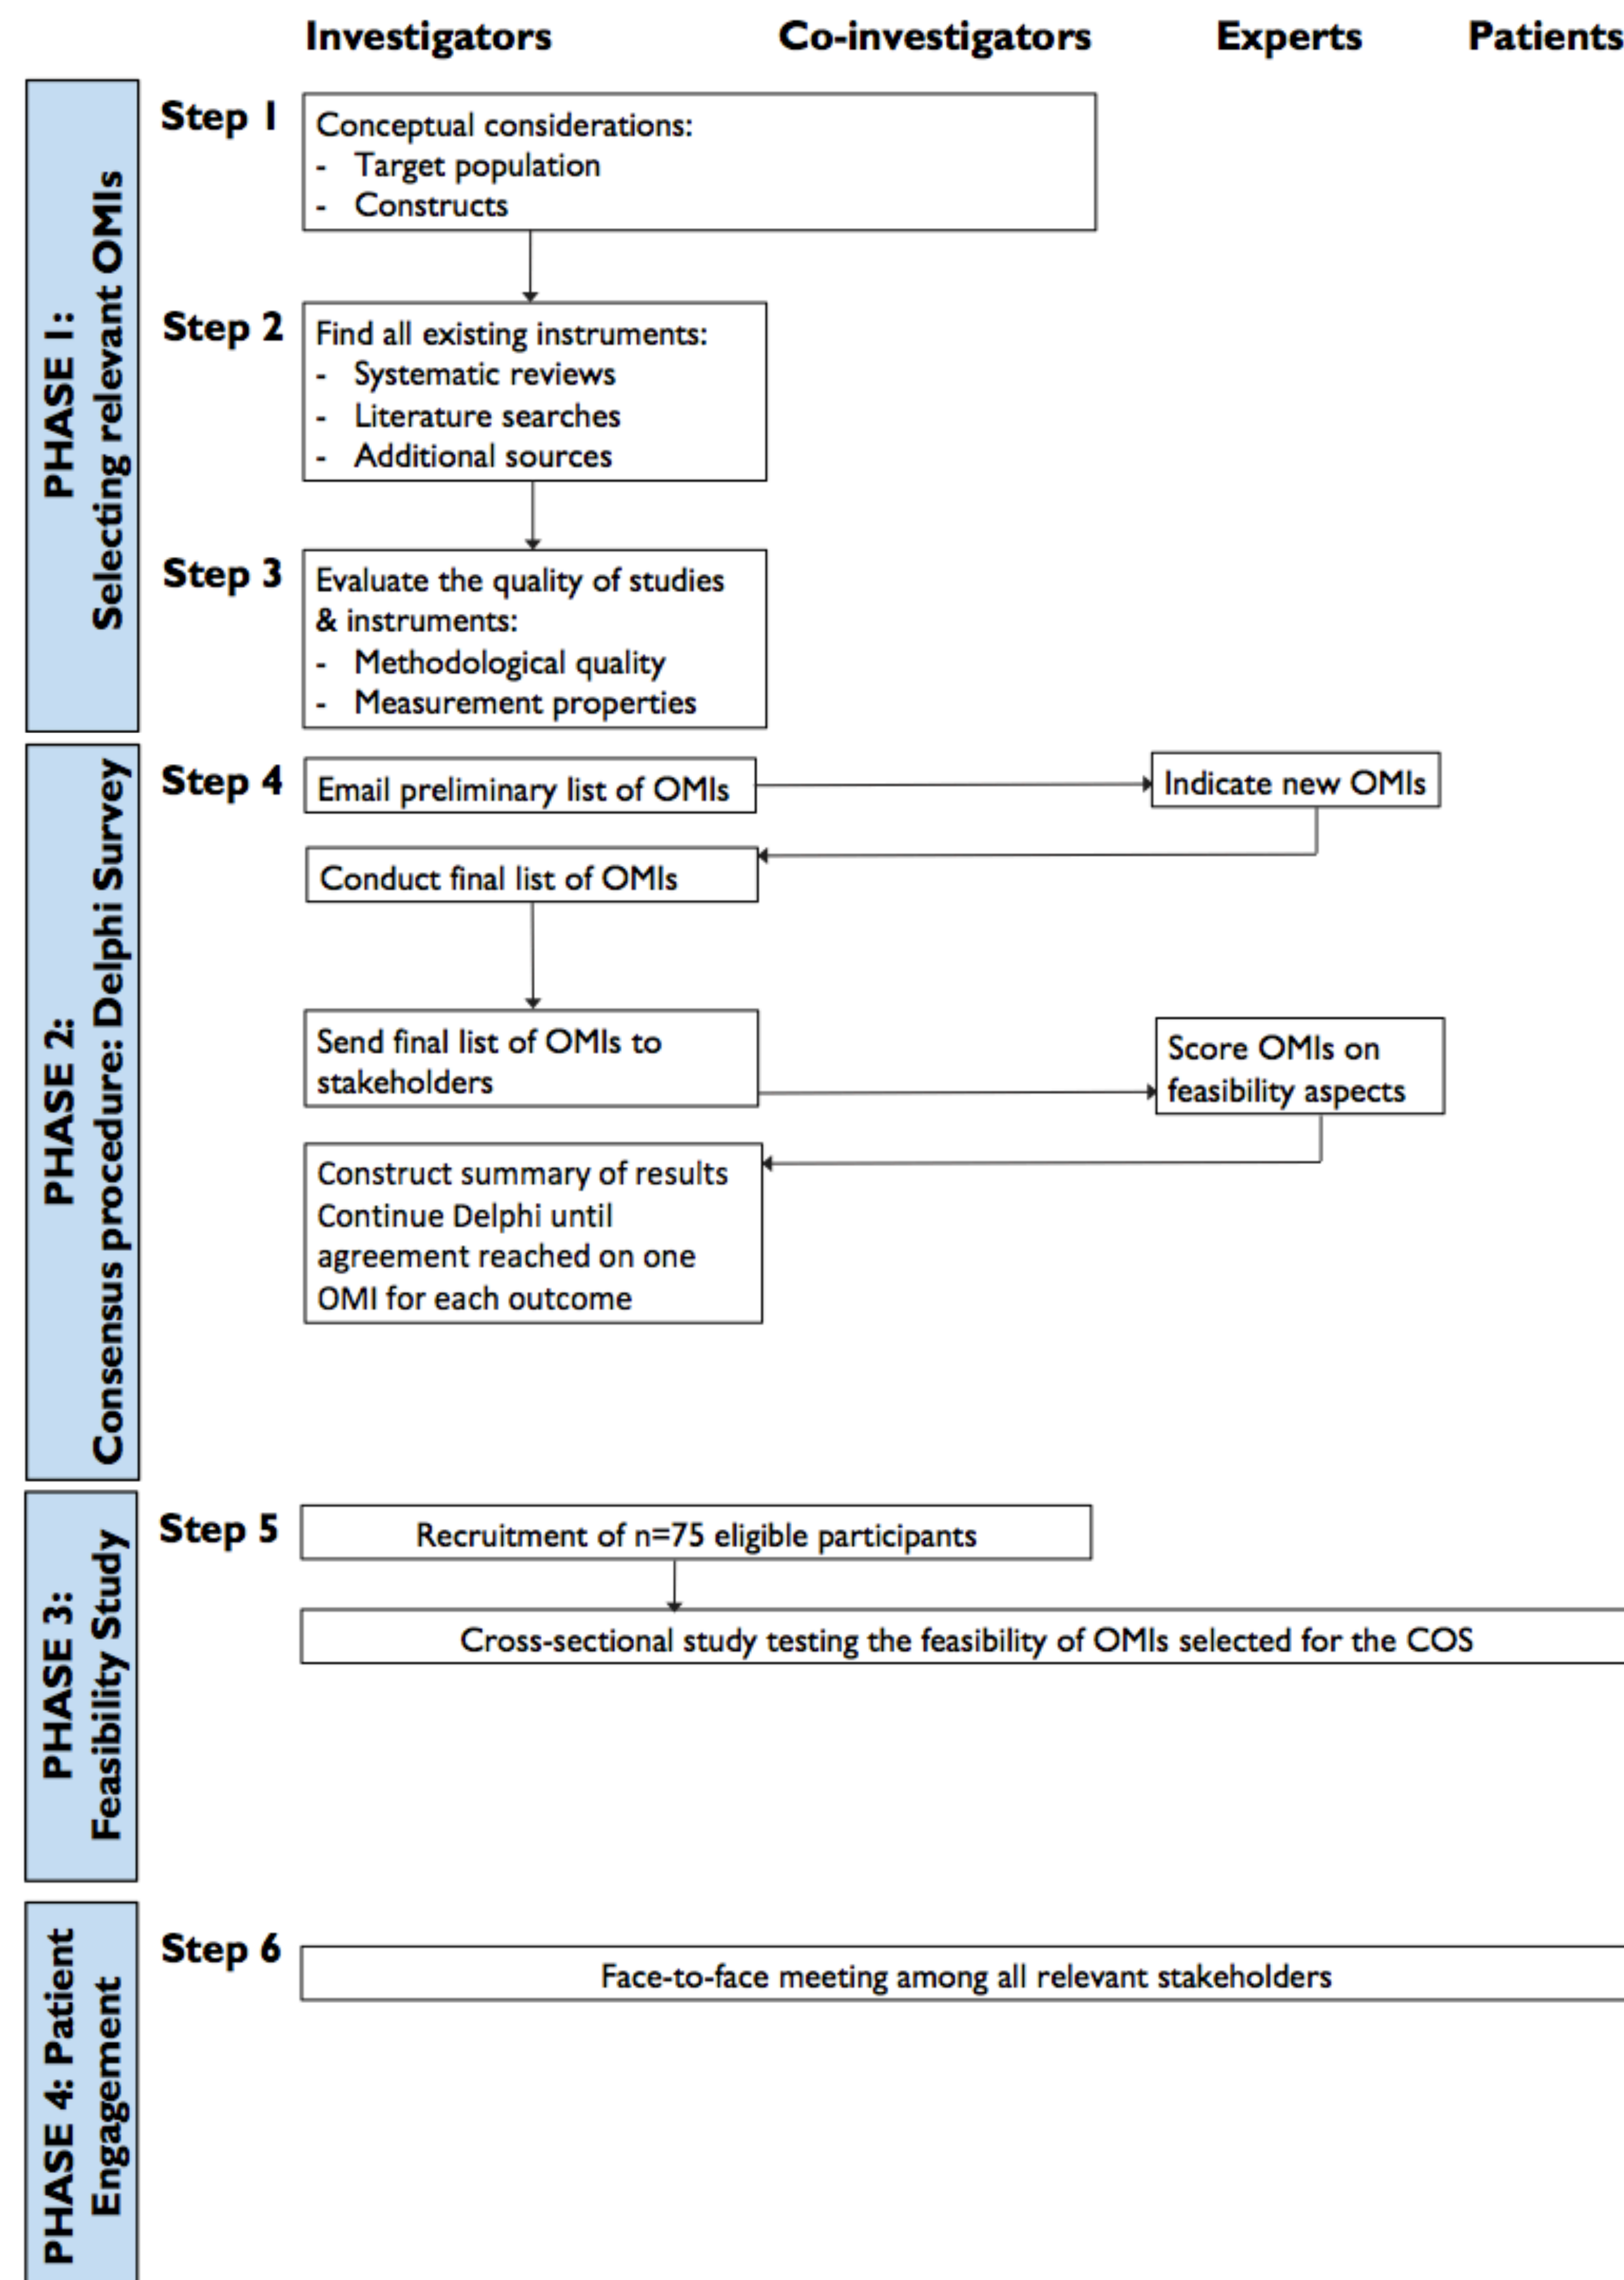 Investigators Co-investigators Experts Patients
PHASE 1:
Selecting relevant OMIs
Step 1
Conceptual considerations:
- Target population
- Constructs
Step 2
Find all existing instruments:
- Systematic reviews
- Literature searches
- Additional sources
Step 3
Evaluate the quality of studies
& instruments:
- Methodological quality
- Measurement properties
PHASE 2:
Consensus procedure: Delphi Survey
Step 4
Email preliminary list of OMIs
Indicate new OMIs
Conduct final list of OMIs
Send final list of OMIs to
stakeholders
Score OMIs on
feasibility aspects
Construct summary of results
Continue Delphi until
agreement reached on one
OMI for each outcome
PHASE 3:
Feasibility Study
Step 5
Recruitment of n=75 eligible participants
Cross-sectional study testing the feasibility of OMIs selected for the COS
PHASE 4: Patient
Engagement
Step 6
Face-to-face meeting among all relevant stakeholders